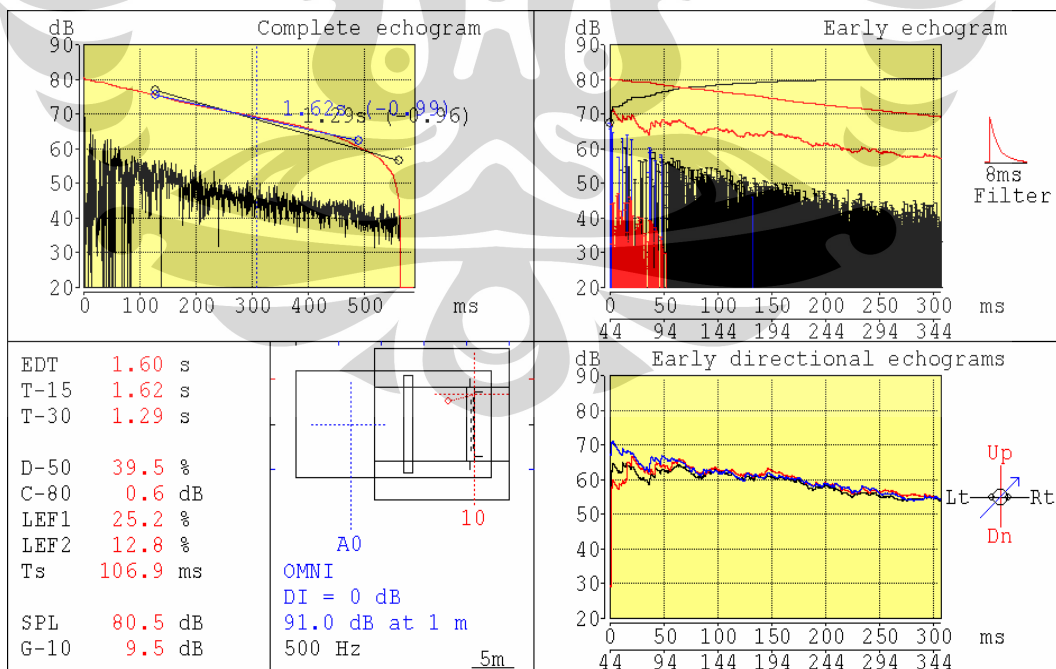 dB Complete echogram
90
80
70
60
50
40
30
20
1.62s (-0.99)
1.29s (-0.96)
0 100 200 300 400 500 ms
dB Early echogram
90
80
70
60
50
40
30
20
0 50 100 150 200 250 300 ms
44 94 144 194 244 294 344
8ms
Filter
EDT 1.60 s
T-15 1.62 s
T-30 1.29 s
D-50 39.5 %
C-80 0.6 dB
LEF1 25.2 %
LEF2 12.8 %
Ts 106.9 ms
SPL 80.5 dB
G-10 9.5 dB
10
A0
OMNI
DI = 0 dB
91.0 dB at 1 m
500 Hz
5m
dB Early directional echograms
90
80
70
60
50
40
30
20
0 50 100 150 200 250 300 ms
44 94 144 194 244 294 344
Up
Lt Rt
Dn